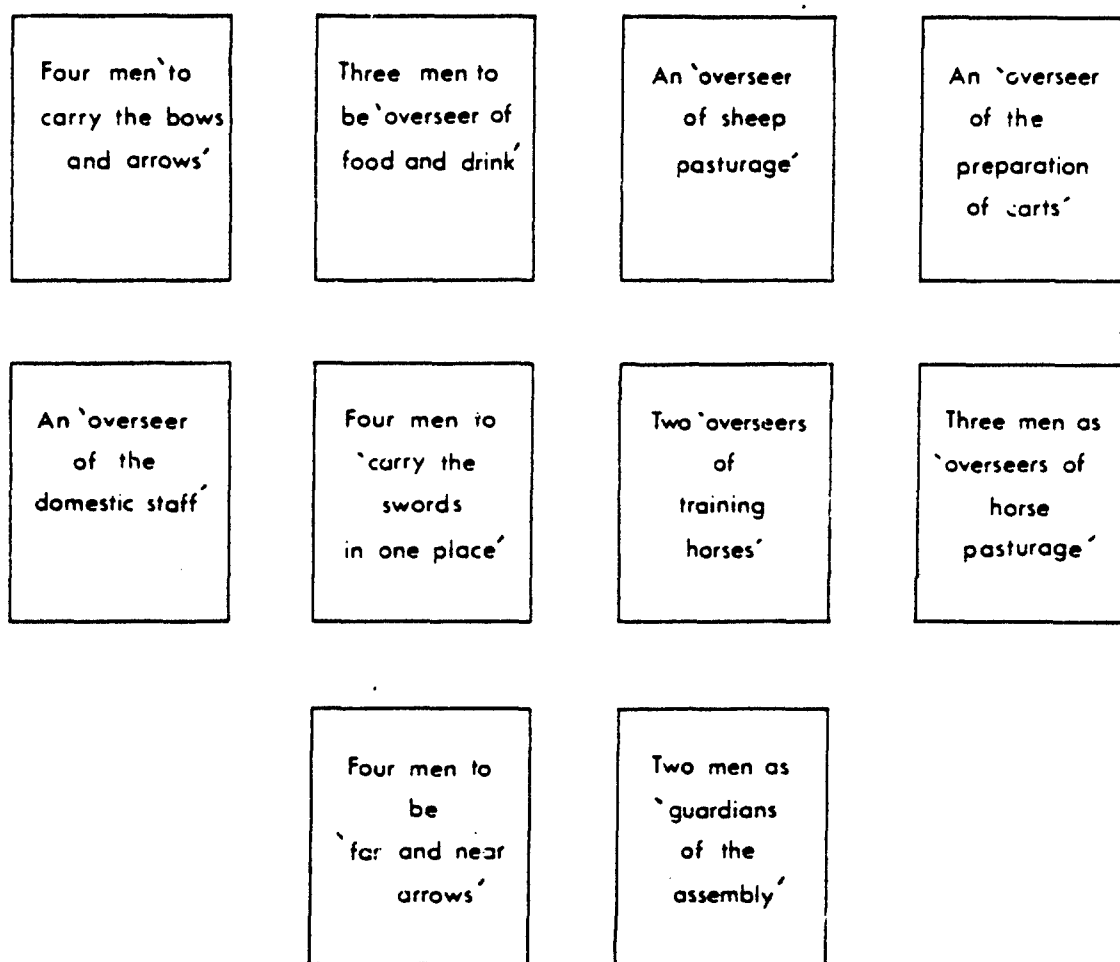 Four men 'to
carry the bows
and arrows'
Three men to
be 'overseer of
food and drink'
An 'overseer
of sheep
pasturage'
An 'overseer
of the
preparation
of carts'
An 'overseer
of the
domestic staff'
Four men to
'carry the
swords
in one place'
Two 'overseers
of
training
horses'
Three men as
'overseers of
horse
pasturage'
Four men to
be
'far and near
arrows'
Two men as
'guardians
of the
assembly'